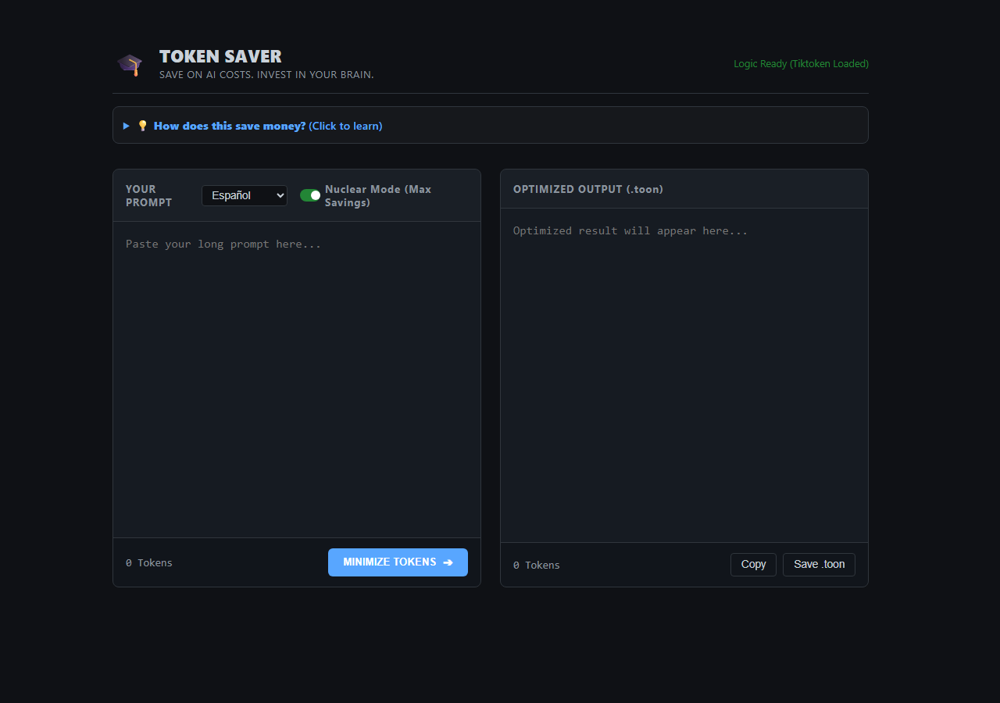 TOKEN SAVER
SAVE ON AI COSTS. INVEST IN YOUR BRAIN.
Logic Ready (Tiktoken Loaded)
How does this save money? (Click to learn)
YOUR PROMPT
Español
Nuclear Mode (Max Savings)
Paste your long prompt here...
0 Tokens
MINIMIZE TOKENS ➔
OPTIMIZED OUTPUT (.toon)
Optimized result will appear here...
0 Tokens
Copy
Save .toon